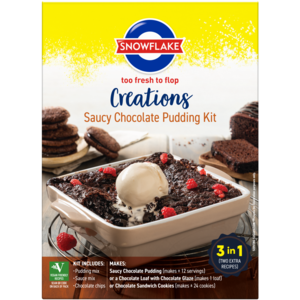 SNOWFLAKE
too fresh to flop
Creations
Saucy Chocolate Pudding Kit
3 in 1
(TWO EXTRA RECIPES)
KIT INCLUDES:
• Pudding mix
• Sauce mix
• Chocolate chips
MAKES:
Saucy Chocolate Pudding (makes ± 12 servings)
or a Chocolate Loaf with Chocolate Glaze (makes 1 loaf)
or Chocolate Sandwich Cookies (makes ± 24 cookies)